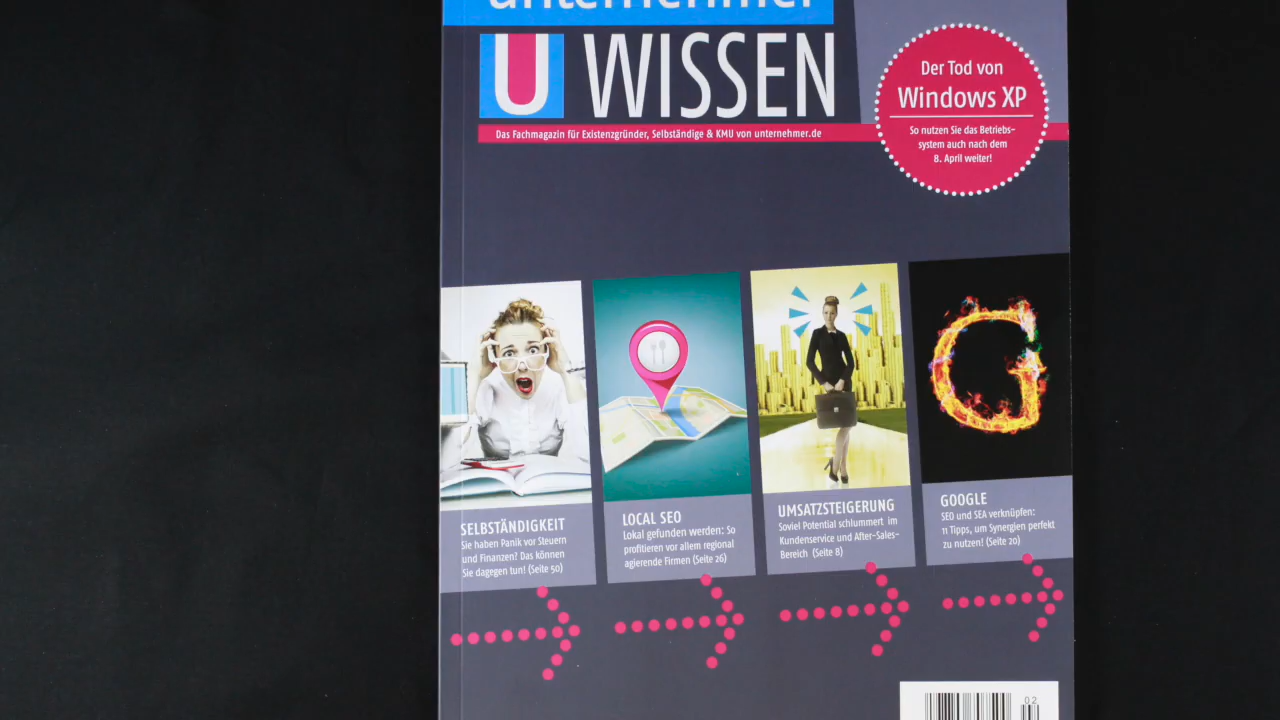 unternehmer
U WISSEN
Das Fachmagazin für Existenzgründer, Selbständige & KMU von unternehmer.de
Der Tod von
Windows XP
So nutzen Sie das Betriebs-
system auch nach dem
8. April weiter!
SELBSTÄNDIGKEIT
Sie haben Panik vor Steuern
und Finanzen? Das können
Sie dagegen tun! (Seite 50)
LOCAL SEO
Lokal gefunden werden: So
profitieren vor allem regional
agierende Firmen (Seite 26)
UMSATZSTEIGERUNG
Soviel Potential schlummert im
Kundenservice und After-Sales-
Bereich (Seite 8)
G
GOOGLE
SEO und SEA verknüpfen:
11 Tipps, um Synergien perfekt
zu nutzen! (Seite 20)
02